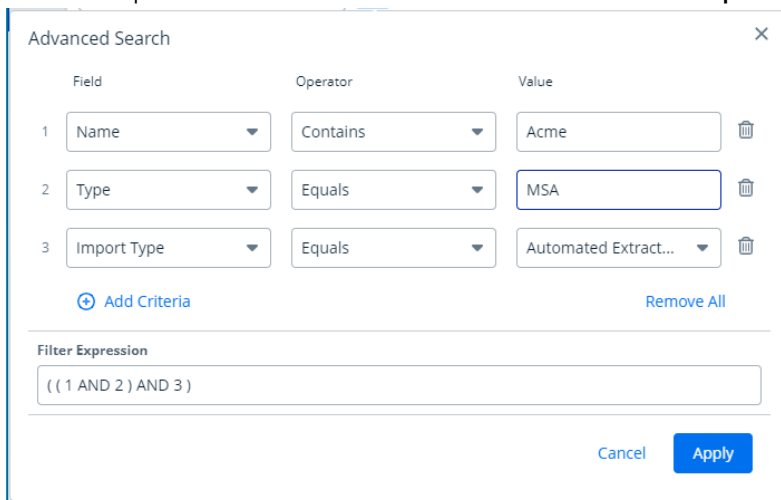 Advanced Search
Field Operator Value
1 Name Contains Acme
2 Type Equals MSA
3 Import Type Equals Automated Extract...
Add Criteria Remove All
Filter Expression
( ( 1 AND 2 ) AND 3 )
Cancel Apply